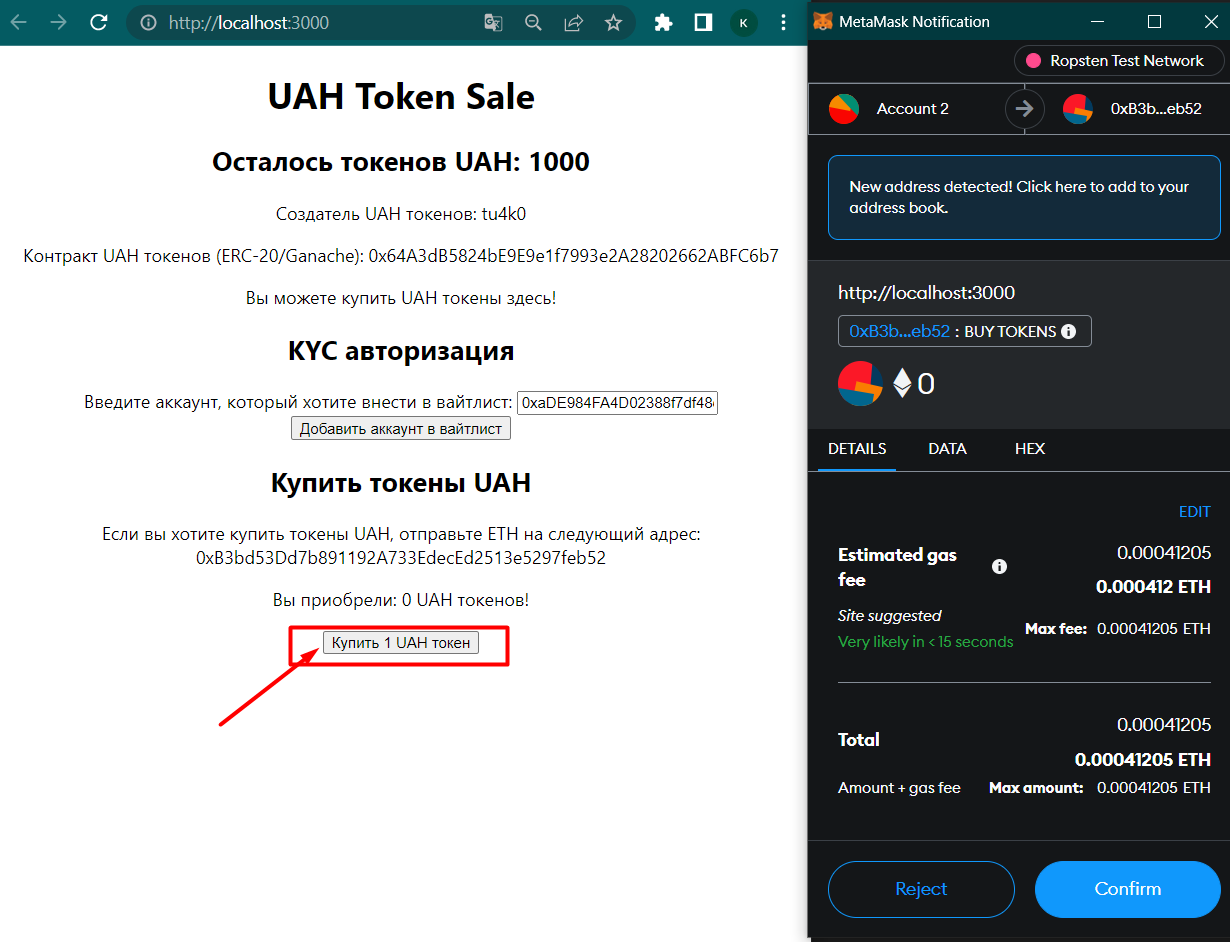 http://localhost:3000
K
UAH Token Sale
Осталось токенов UAH: 1000
Создатель UAH токенов: tu4k0
Контракт UAH токенов (ERC-20/Ganache): 0x64A3dB5824bE9E9e1f7993e2A28202662ABFC6b7
Вы можете купить UAH токены здесь!
KYC авторизация
Введите аккаунт, который хотите внести в вайтлист: 0xaDE984FA4D02388f7df48
Добавить аккаунт в вайтлист
Купить токены UAH
Если вы хотите купить токены UAH, отправьте ETH на следующий адрес:
0xB3bd53Dd7b891192A733EdecEd2513e5297feb52
Вы приобрели: 0 UAH токенов!
Купить 1 UAH токен
MetaMask Notification
Ropsten Test Network
Account 2
0xB3b...eb52
New address detected! Click here to add to your
address book.
http://localhost:3000
0xB3b...eb52 : BUY TOKENS
0
DETAILS DATA HEX
EDIT
Estimated gas
fee
0.00041205
0.000412 ETH
Site suggested
Very likely in < 15 seconds
Max fee: 0.00041205 ETH
Total
0.00041205
0.00041205 ETH
Amount + gas fee
Max amount: 0.00041205 ETH
Reject
Confirm